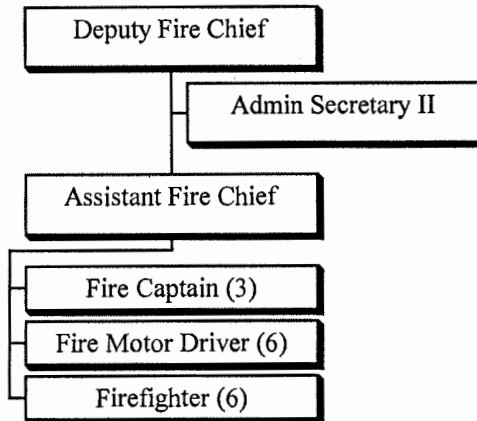 Deputy Fire Chief
Admin Secretary II
Assistant Fire Chief
Fire Captain (3)
Fire Motor Driver (6)
Firefighter (6)